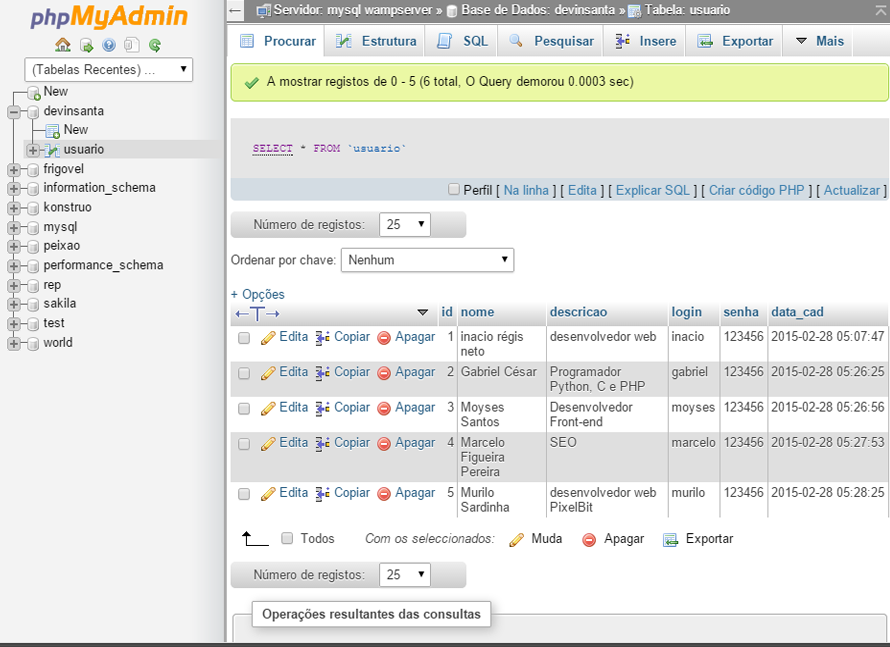 phpMyAdmin
(Tabelas Recentes) ...
New
devinsanta
New
usuario
frigovel
information_schema
konstruo
mysql
peixao
performance_schema
rep
sakila
test
world
Servidor: mysql wampserver » Base de Dados: devinsanta » Tabela: usuario
Procurar Estrutura SQL Pesquisar Insere Exportar Mais
A mostrar registos de 0 - 5 (6 total, O Query demorou 0.0003 sec)
SELECT * FROM `usuario`
Perfil [ Na linha ] [ Edita ] [ Explicar SQL ] [ Criar código PHP ] [ Actualizar ]
Número de registos: 25
Ordenar por chave: Nenhum
+ Opções
←T→ id nome descricao login senha data_cad
Edita Copiar Apagar 1 inacio régis desenvolvedor web inacio 123456 2015-02-28 05:07:47
neto
Edita Copiar Apagar 2 Gabriel César Programador gabriel 123456 2015-02-28 05:26:25
Python, C e PHP
Edita Copiar Apagar 3 Moyses Desenvolvedor moyses 123456 2015-02-28 05:26:56
Santos Front-end
Edita Copiar Apagar 4 Marcelo SEO marcelo 123456 2015-02-28 05:27:53
Figueira
Pereira
Edita Copiar Apagar 5 Murilo desenvolvedor web murilo 123456 2015-02-28 05:28:25
Sardinha PixelBit
Todos Com os seleccionados: Muda Apagar Exportar
Número de registos: 25
Operações resultantes das consultas